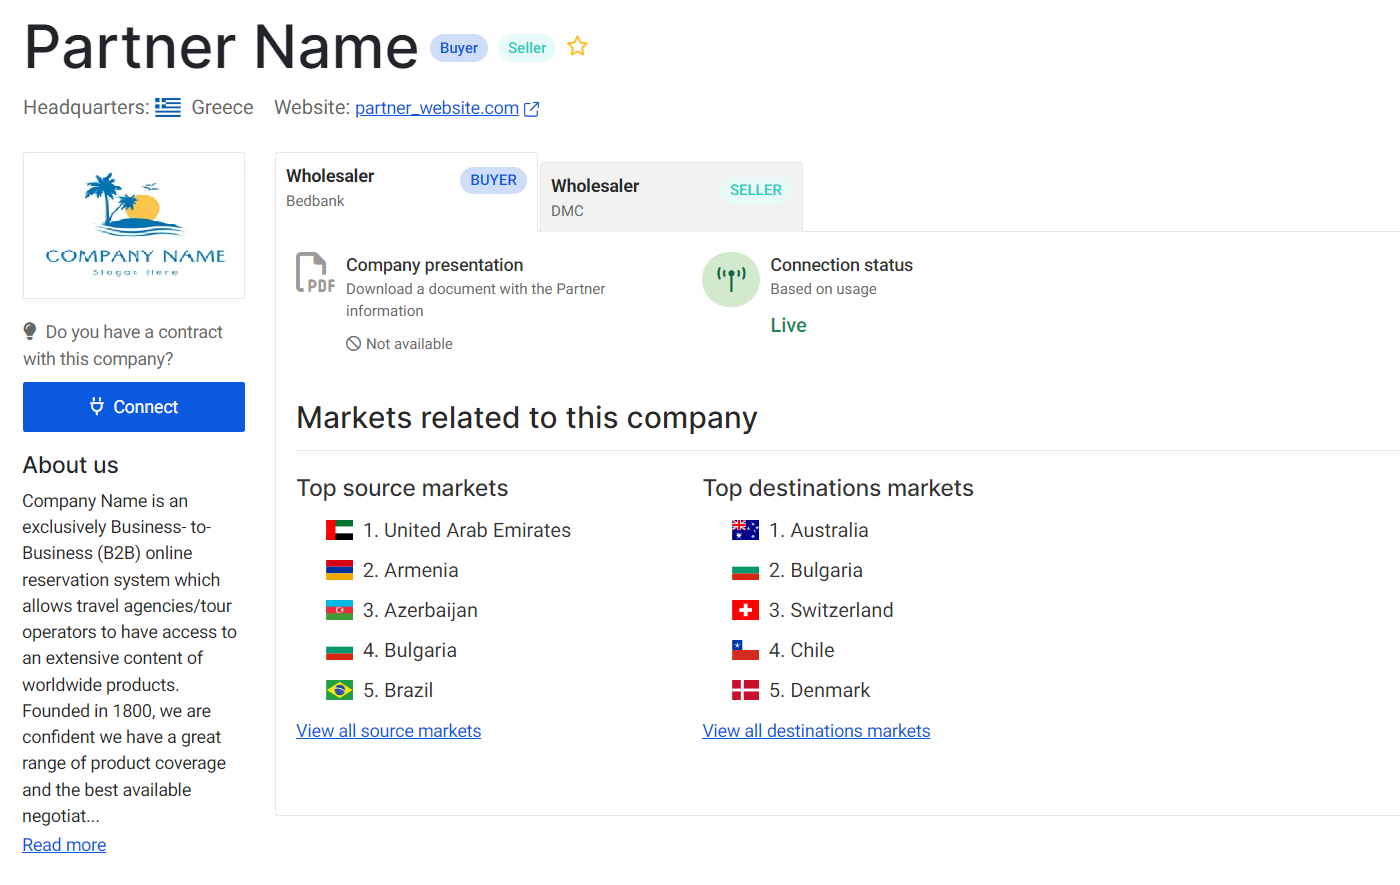 Partner Name Buyer Seller
Headquarters: Greece Website: partner_website.com
COMPANY NAME
Slogan Here
Do you have a contract
with this company?
Connect
About us
Company Name is an
exclusively Business- to-
Business (B2B) online
reservation system which
allows travel agencies/tour
operators to have access to
an extensive content of
worldwide products.
Founded in 1800, we are
confident we have a great
range of product coverage
and the best available
negotiat...
Read more
Wholesaler BUYER
Bedbank
Wholesaler SELLER
DMC
PDF
Company presentation
Download a document with the Partner
information
Not available
Connection status
Based on usage
Live
Markets related to this company
Top source markets
1. United Arab Emirates
2. Armenia
3. Azerbaijan
4. Bulgaria
5. Brazil
View all source markets
Top destinations markets
1. Australia
2. Bulgaria
3. Switzerland
4. Chile
5. Denmark
View all destinations markets